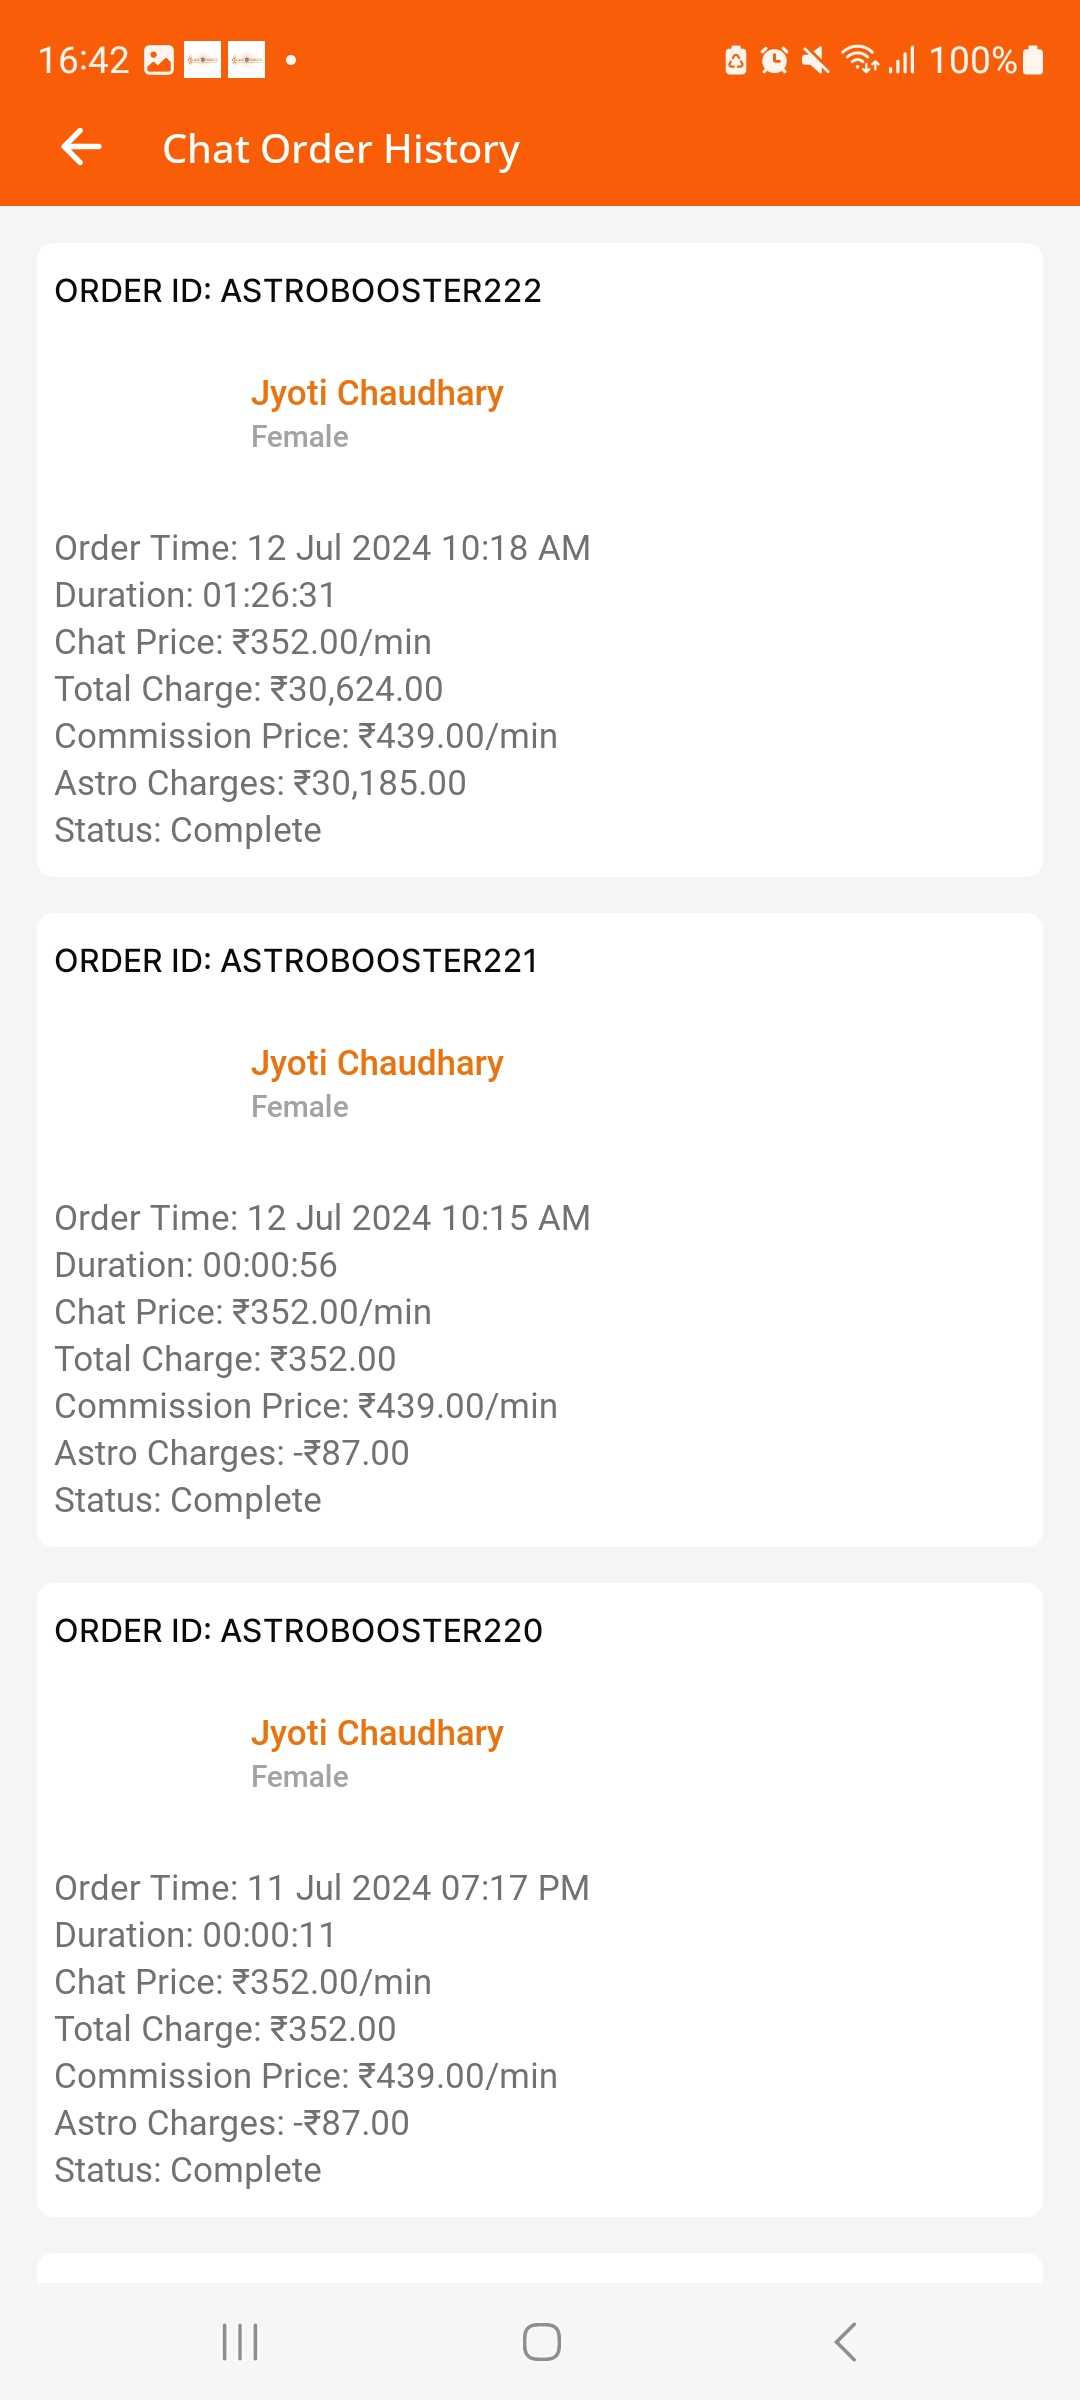 16:42
100%
Chat Order History
ORDER ID: ASTROBOOSTER222
Jyoti Chaudhary
Female
Order Time: 12 Jul 2024 10:18 AM
Duration: 01:26:31
Chat Price: ₹352.00/min
Total Charge: ₹30,624.00
Commission Price: ₹439.00/min
Astro Charges: ₹30,185.00
Status: Complete
ORDER ID: ASTROBOOSTER221
Jyoti Chaudhary
Female
Order Time: 12 Jul 2024 10:15 AM
Duration: 00:00:56
Chat Price: ₹352.00/min
Total Charge: ₹352.00
Commission Price: ₹439.00/min
Astro Charges: -₹87.00
Status: Complete
ORDER ID: ASTROBOOSTER220
Jyoti Chaudhary
Female
Order Time: 11 Jul 2024 07:17 PM
Duration: 00:00:11
Chat Price: ₹352.00/min
Total Charge: ₹352.00
Commission Price: ₹439.00/min
Astro Charges: -₹87.00
Status: Complete